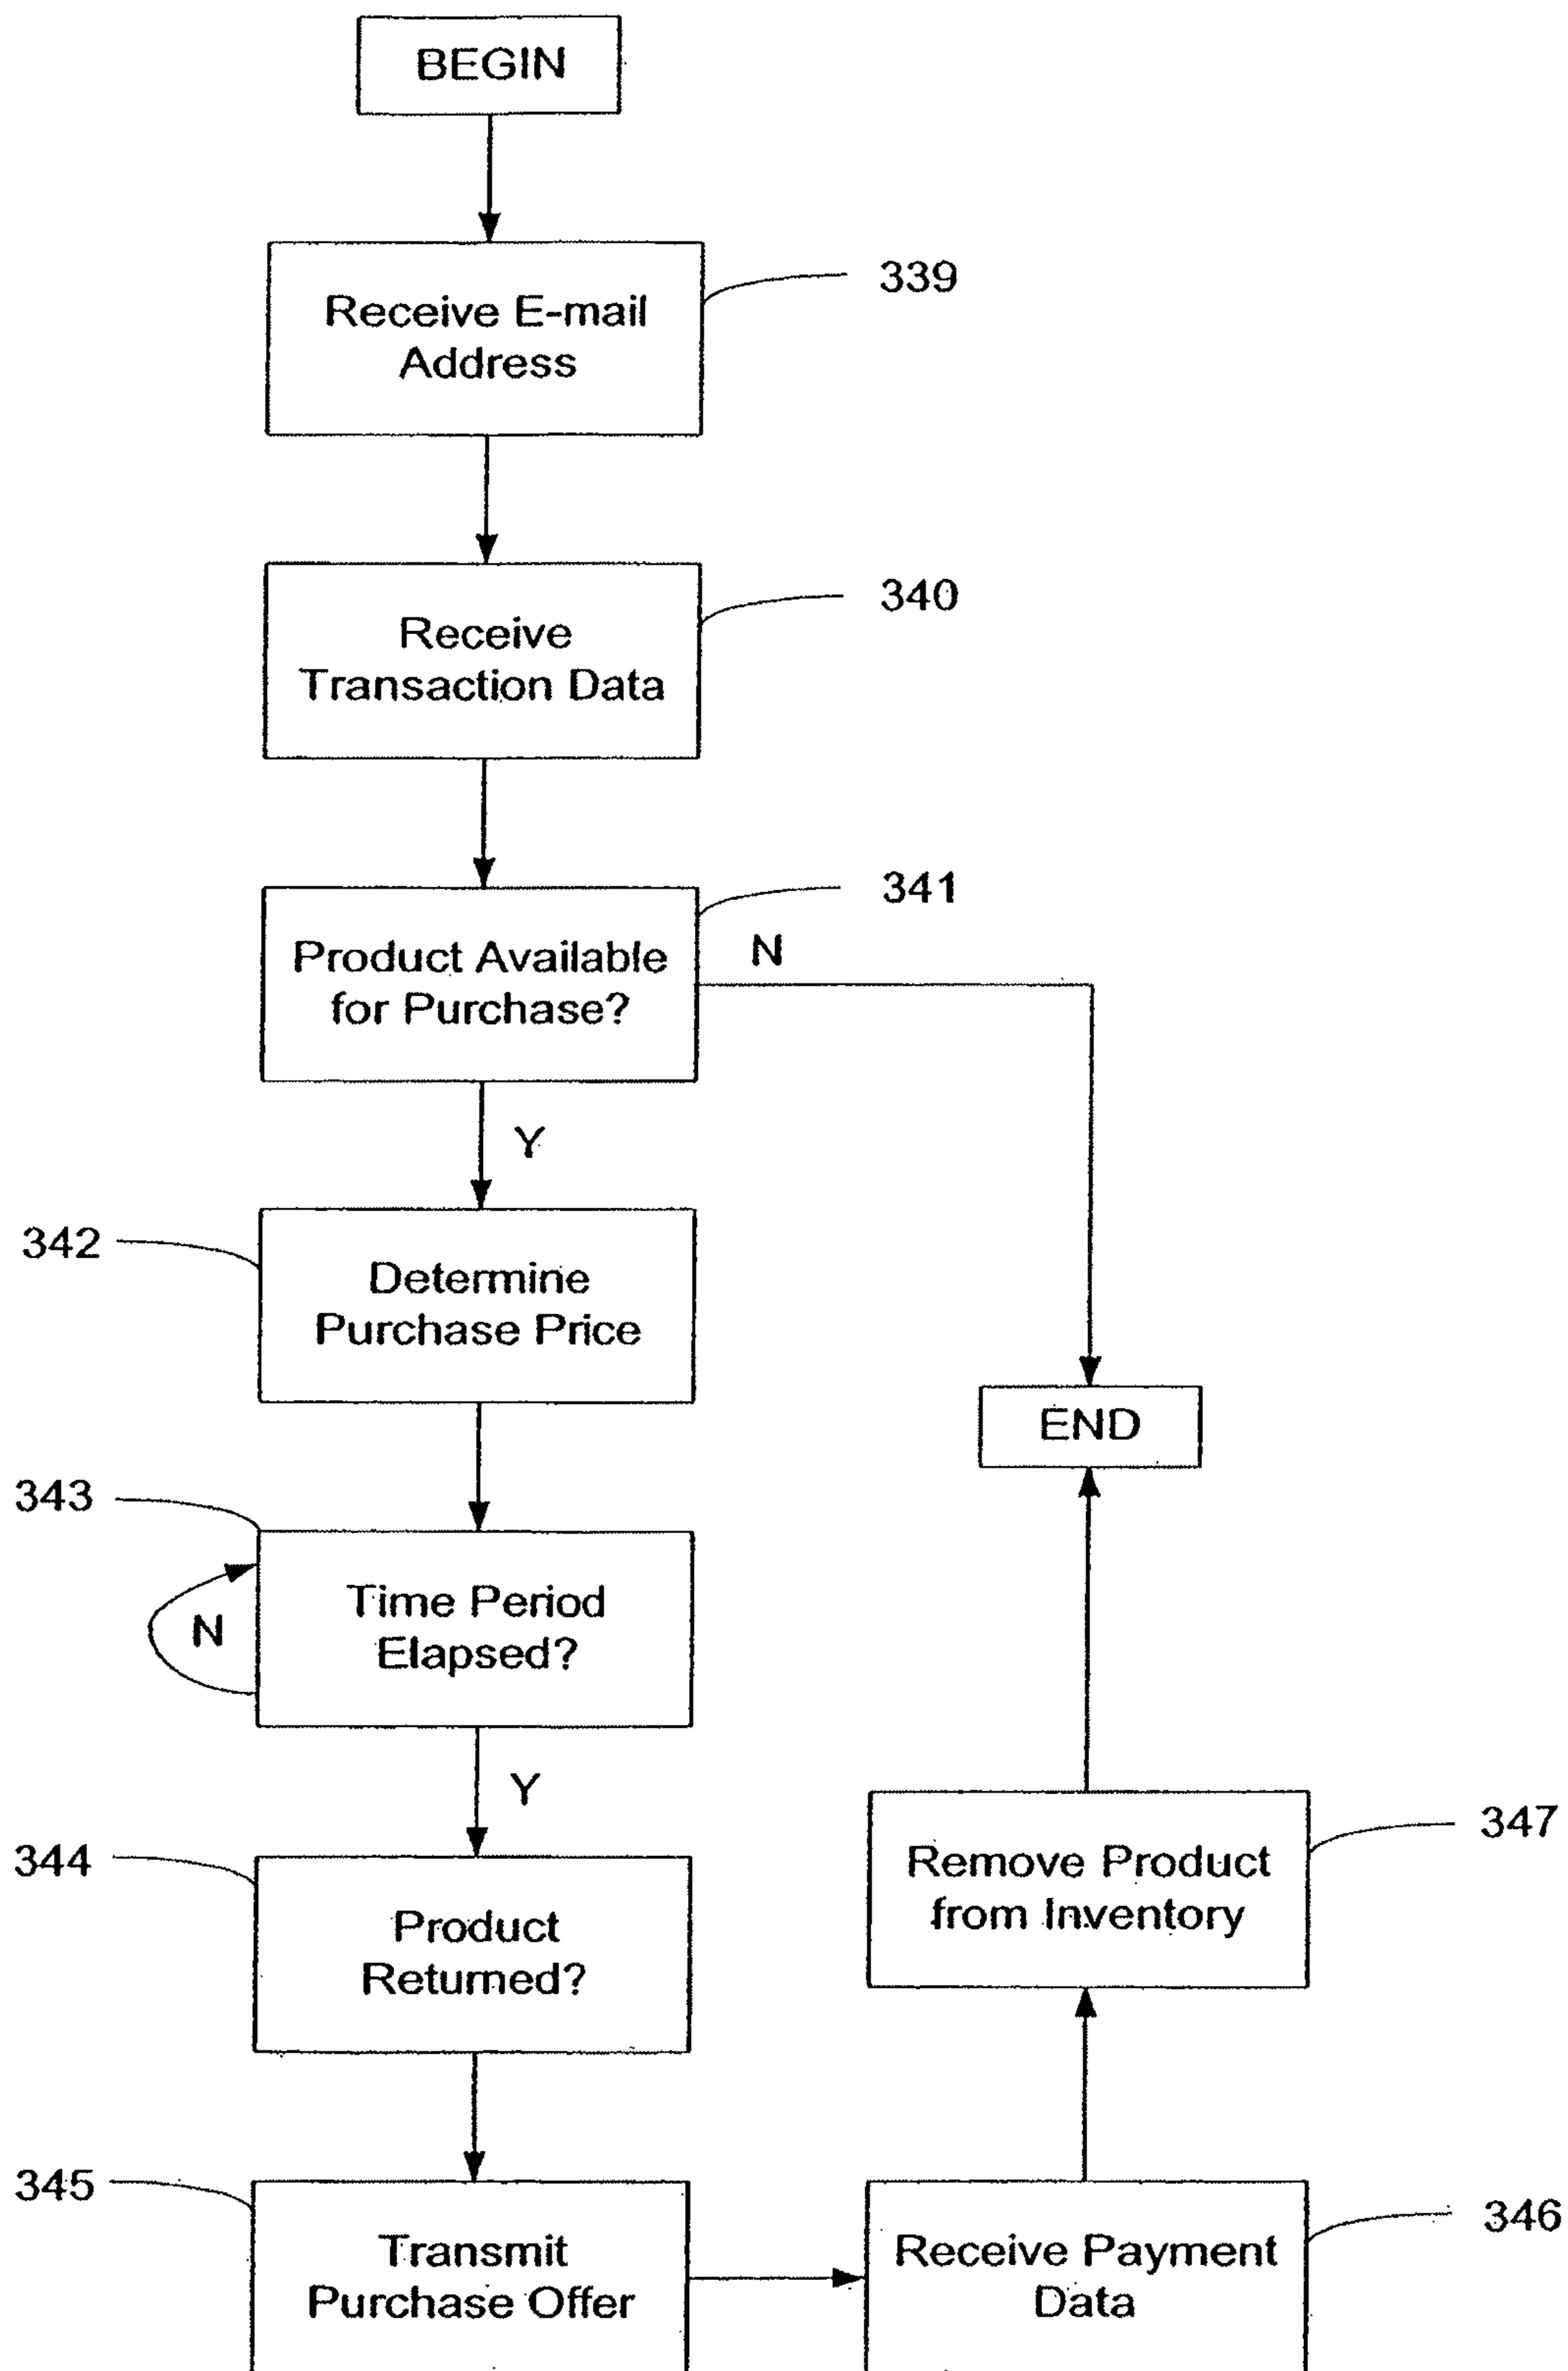 BEGIN
Receive E-mail
Address
339
Receive
Transaction Data
340
Product Available
for Purchase?
341
N
Y
342
Determine
Purchase Price
END
343
Time Period
Elapsed?
N
Y
344
Product
Returned?
Remove Product
from Inventory
347
345
Transmit
Purchase Offer
Receive Payment
Data
346